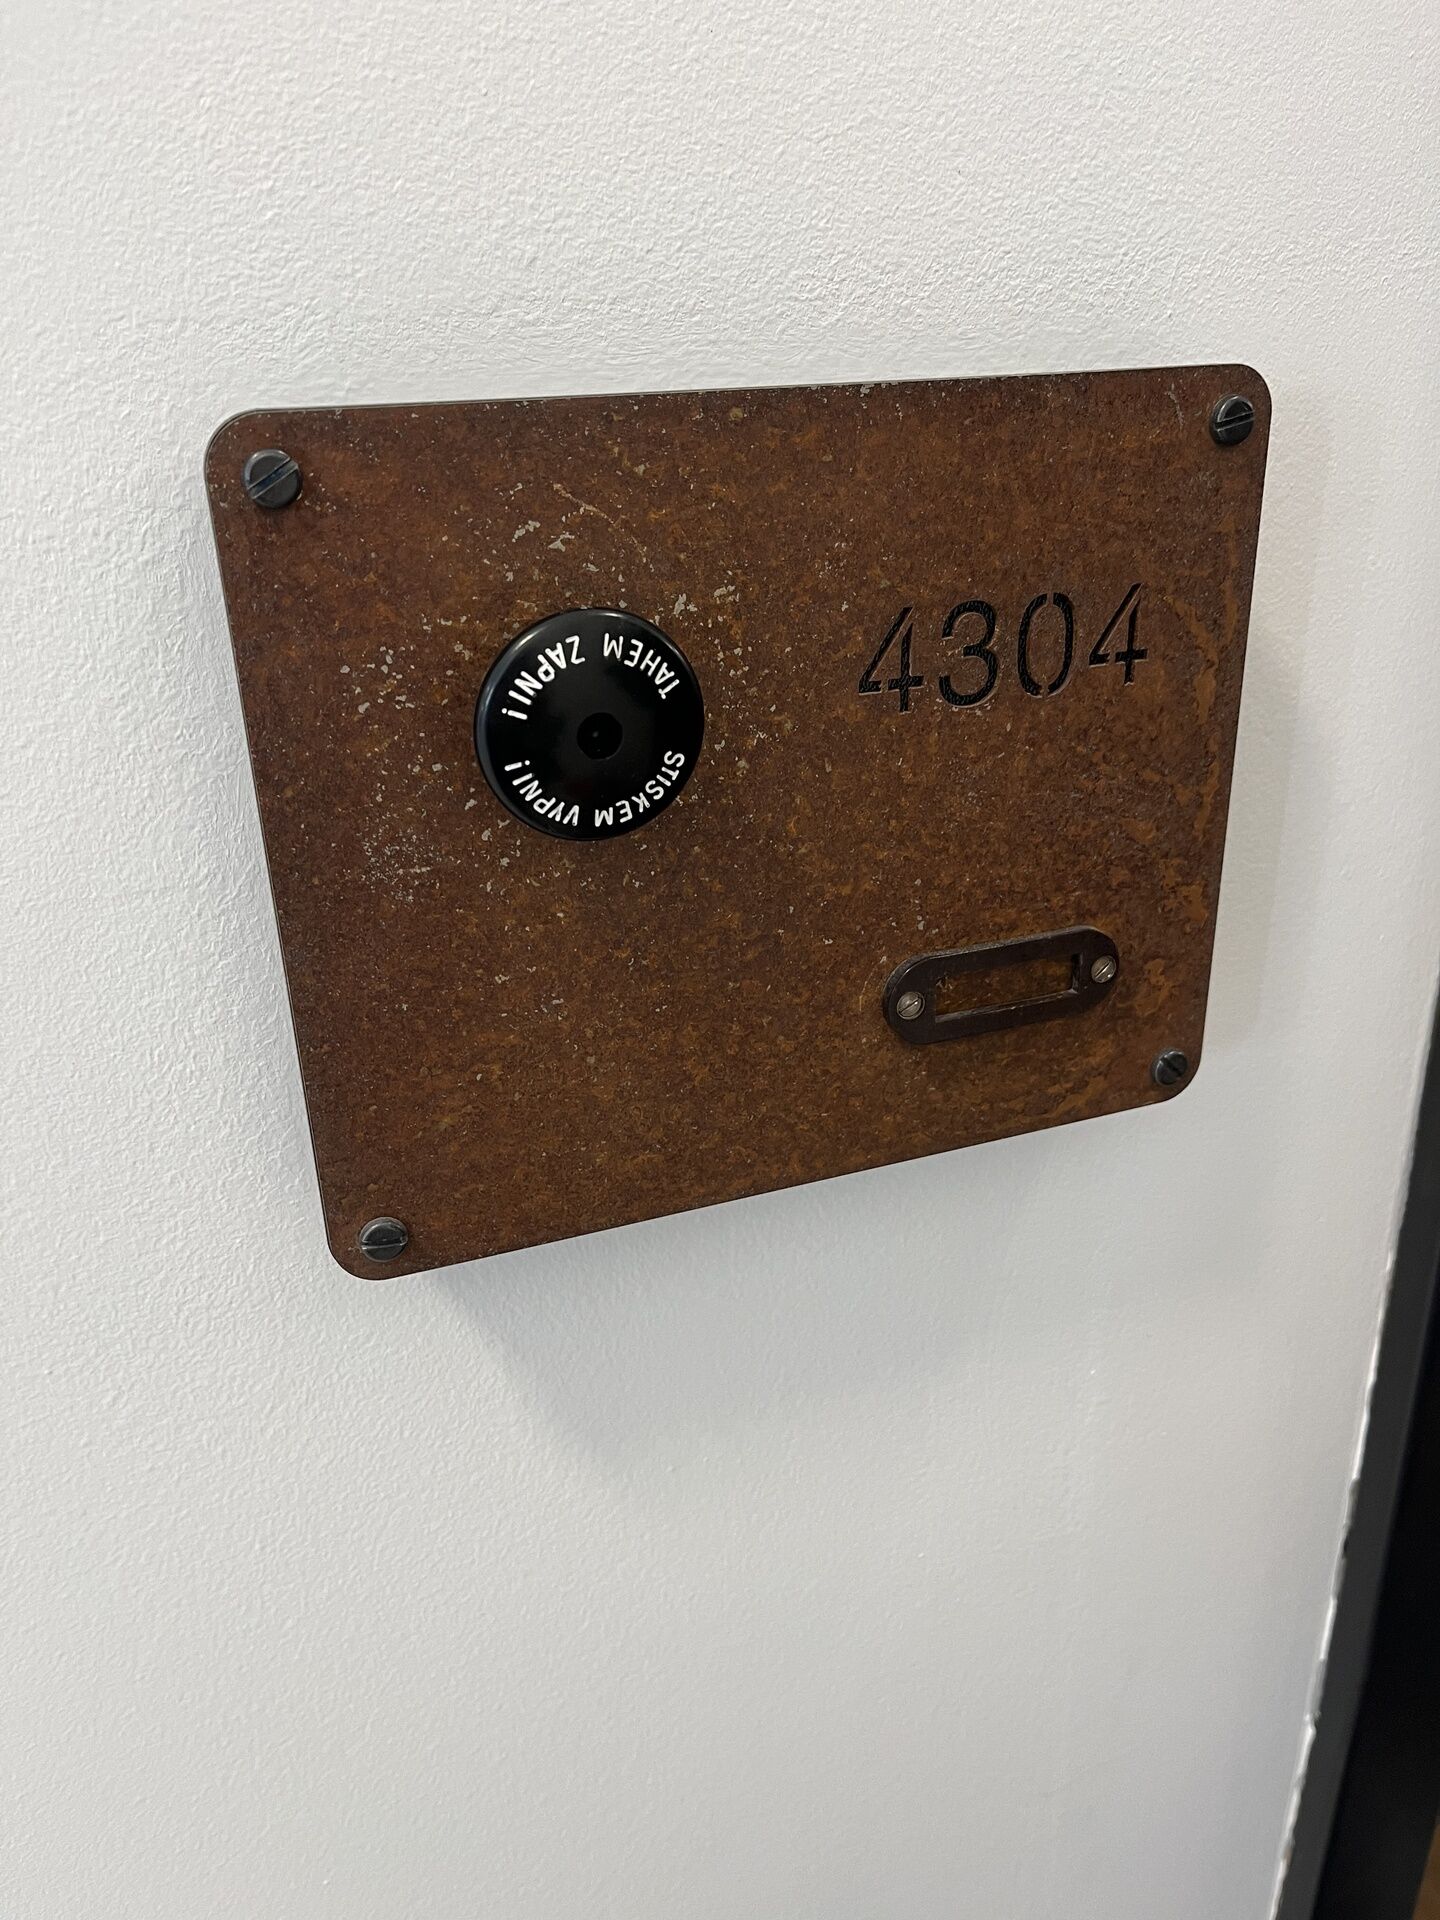 TAHEM ZAPNI!
STISKEM VYPNI!
4304